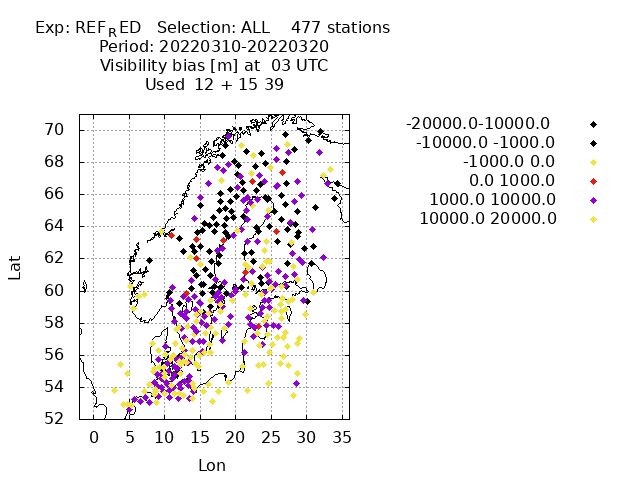 Exp: REF_RED   Selection: ALL    477 stations
Period: 20220310-20220320
Visibility bias [m] at  03 UTC
Used  12 + 15 39
-20000.0-10000.0
-10000.0 -1000.0
-1000.0 0.0
0.0 1000.0
1000.0 10000.0
10000.0 20000.0
Lat
70
68
66
64
62
60
58
56
54
52
0 5 10 15 20 25 30 35
Lon